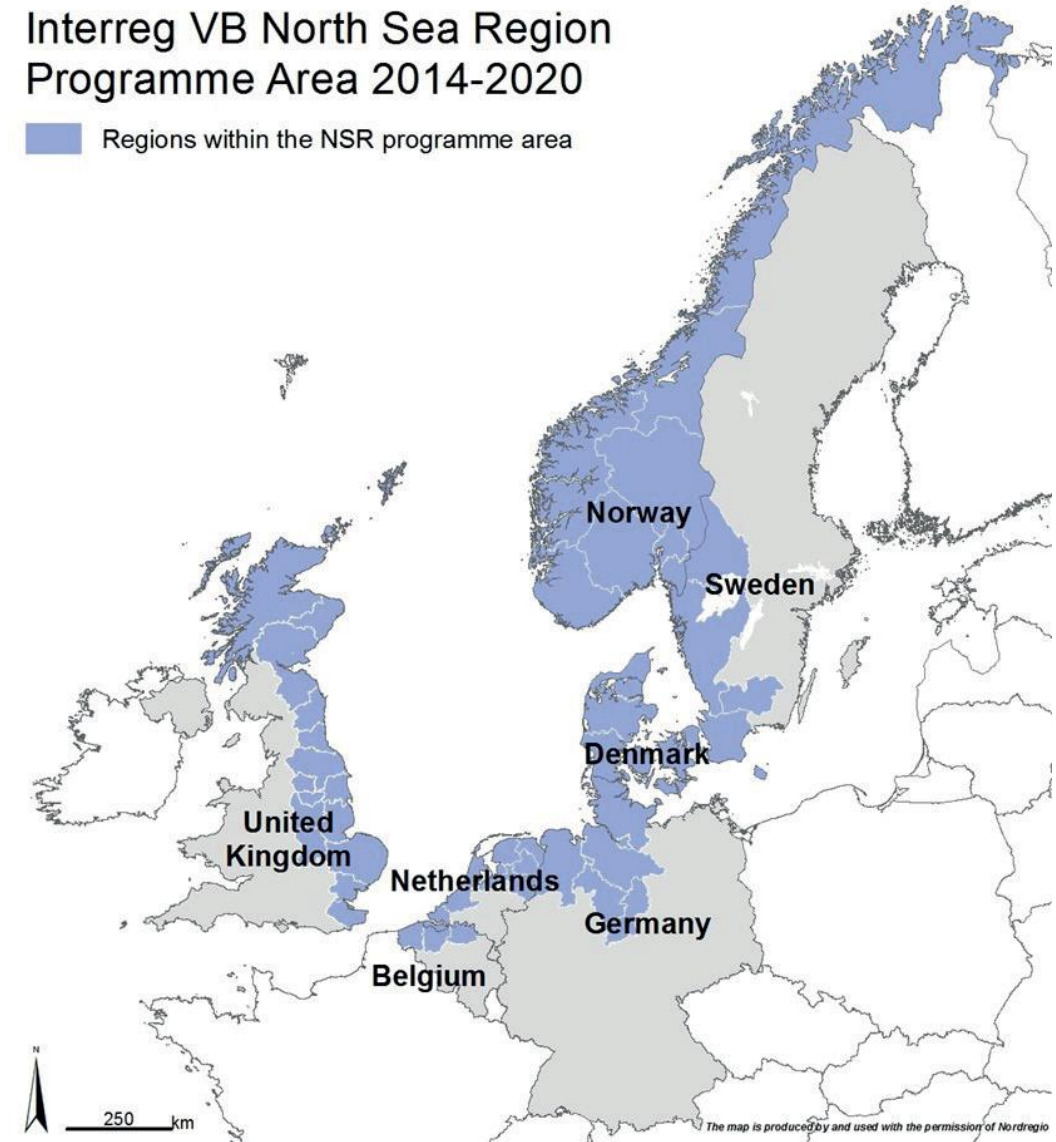 Interreg VB North Sea Region
Programme Area 2014-2020
Regions within the NSR programme area
Norway
Sweden
Denmark
United
Kingdom
Netherlands
Germany
Belgium
N
250 km
The map is produced by and used with the permission of Nordregio